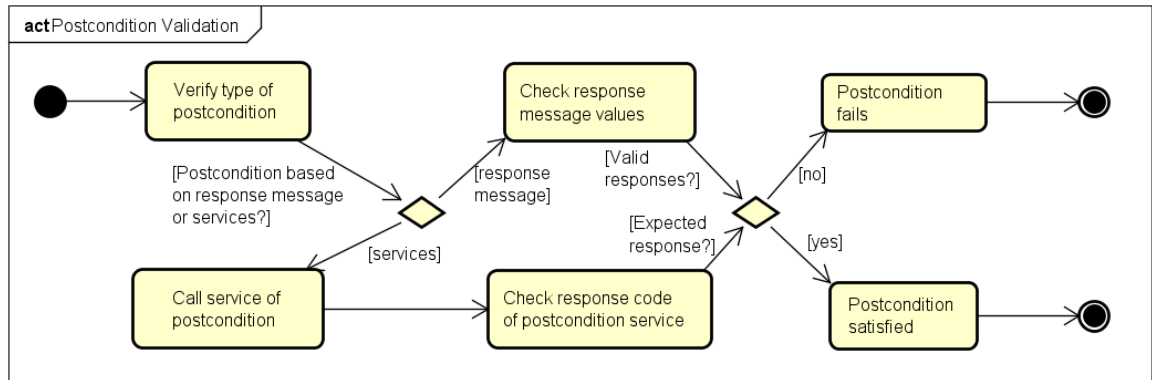 act Postcondition Validation
Verify type of
postcondition
Check response
message values
Postcondition
fails
[Postcondition based
on response message
or services?]
[response
message]
[Valid
responses?]
[no]
[services]
[Expected
response?]
[yes]
Call service of
postcondition
Check response code
of postcondition service
Postcondition
satisfied